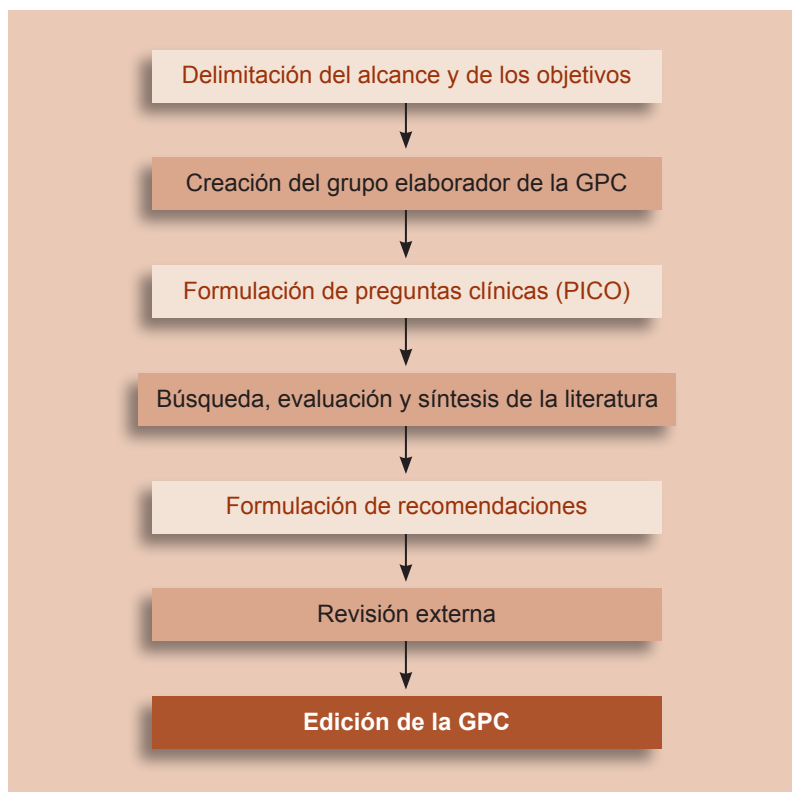 Delimitación del alcance y de los objetivos
Creación del grupo elaborador de la GPC
Formulación de preguntas clínicas (PICO)
Búsqueda, evaluación y síntesis de la literatura
Formulación de recomendaciones
Revisión externa
Edición de la GPC